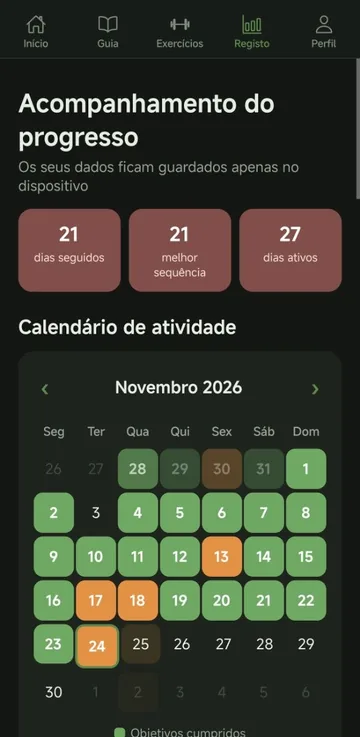 Início Guia Exercícios Registo Perfil
Acompanhamento do
progresso
Os seus dados ficam guardados apenas no
dispositivo
21 21 27
dias seguidos melhor dias ativos
sequência
Calendário de atividade
‹ Novembro 2026 ›
Seg Ter Qua Qui Sex Sáb Dom
26 27 28 29 30 31 1
2 3 4 5 6 7 8
9 10 11 12 13 14 15
16 17 18 19 20 21 22
23 24 25 26 27 28 29
30 1 2 3 4 5 6
Objetivos cumpridos